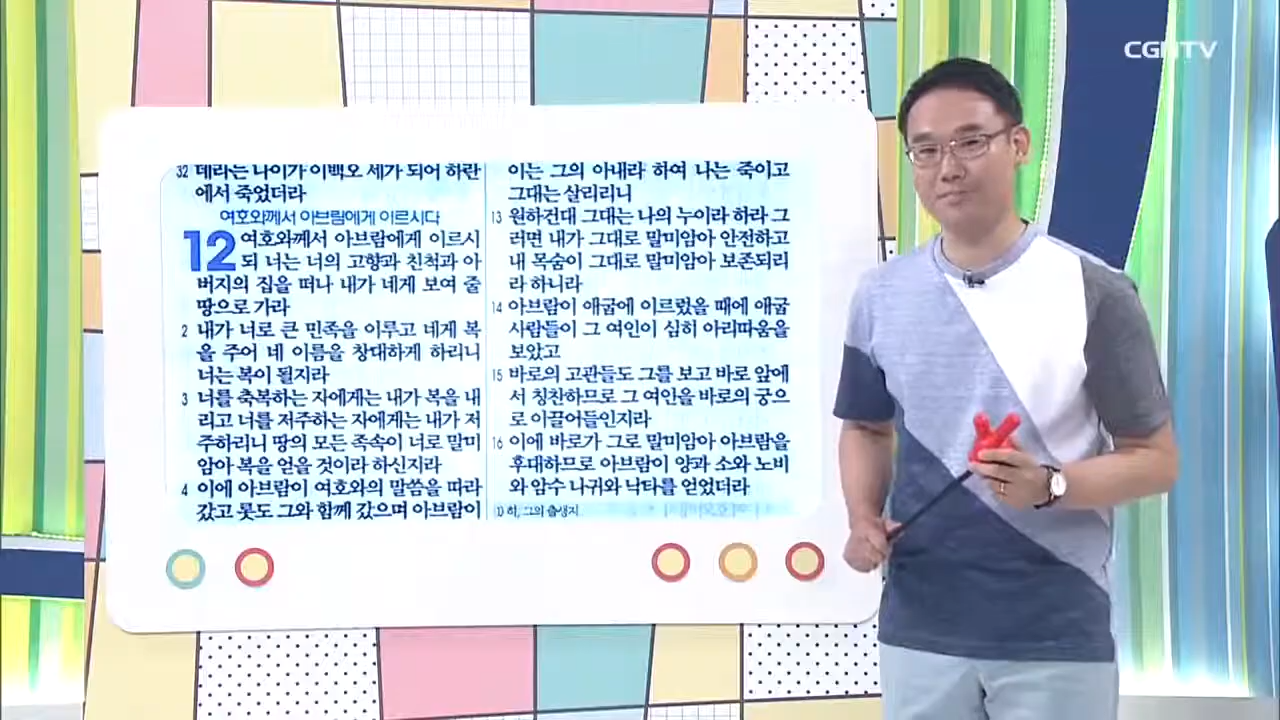 CGNTV
32 데라는 나이가 이백오 세가 되어 하란
에서 죽었더라
여호와께서 아브람에게 이르시다
12 여호와께서 아브람에게 이르시
되 너는 너의 고향과 친척과 아
버지의 집을 떠나 내가 네게 보여 줄
땅으로 가라
2 내가 너로 큰 민족을 이루고 네게 복
을 주어 네 이름을 창대하게 하리니
너는 복이 될지라
3 너를 축복하는 자에게는 내가 복을 내
리고 너를 저주하는 자에게는 내가 저
주하리니 땅의 모든 족속이 너로 말미
암아 복을 얻을 것이라 하신지라
4 이에 아브람이 여호와의 말씀을 따라
갔고 롯도 그와 함께 갔으며 아브람이
이는 그의 아내라 하여 나는 죽이고
그대는 살리리니
13 원하건대 그대는 나의 누이라 하라 그
러면 내가 그대로 말미암아 안전하고
내 목숨이 그대로 말미암아 보존되리
라 하니라
14 아브람이 애굽에 이르렀을 때에 애굽
사람들이 그 여인이 심히 아리따움을
보았고
15 바로의 고관들도 그를 보고 바로 앞에
서 칭찬하므로 그 여인을 바로의 궁으
로 이끌어들인지라
16 이에 바로가 그로 말미암아 아브람을
후대하므로 아브람이 양과 소와 노비
와 암수 나귀와 낙타를 얻었더라
1) 히, 그의 출생지